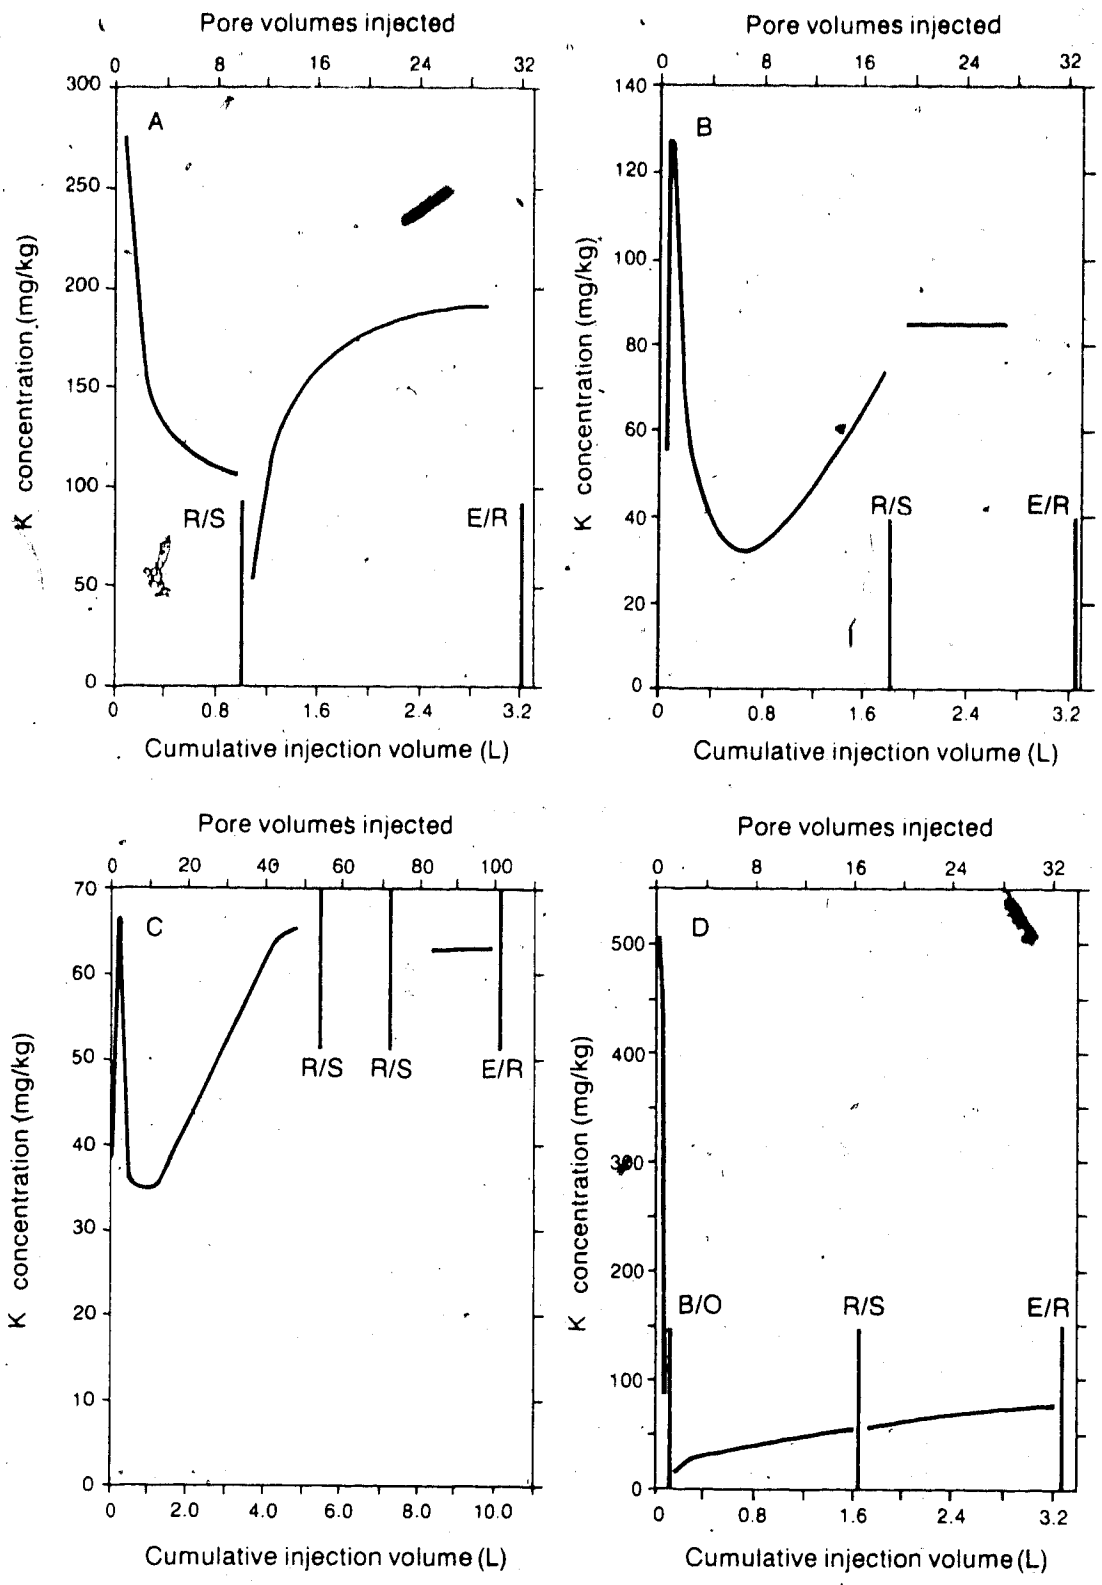 Pore volumes injected
0 8 16 24 32
300
A
250
200
150
100
50
0
K concentration (mg/kg)
R/S
E/R
0 0.8 1.6 2.4 3.2
Cumulative injection volume (L)
Pore volumes injected
0 8 16 24 32
140
B
120
100
80
60
40
20
0
K concentration (mg/kg)
R/S
E/R
0 0.8 1.6 2.4 3.2
Cumulative injection volume (L)
Pore volumes injected
0 20 40 60 80 100
70
C
60
50
40
30
20
10
0
K concentration (mg/kg)
R/S
R/S
E/R
0 2.0 4.0 6.0 8.0 10.0
Cumulative injection volume (L)
Pore volumes injected
0 8 16 24 32
D
500
400
300
200
100
0
K concentration (mg/kg)
B/O
R/S
E/R
0 0.8 1.6 2.4 3.2
Cumulative injection volume (L)